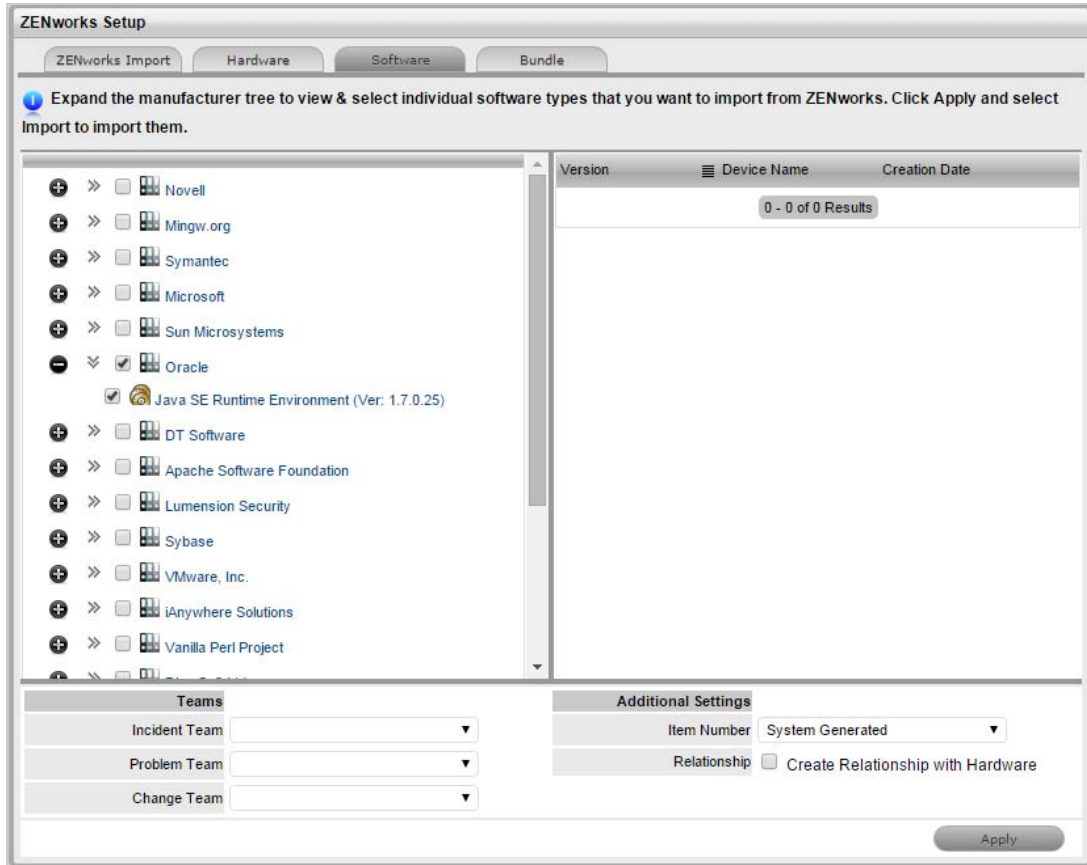 ZENworks Setup
ZENworks Import
Hardware
Software
Bundle
Expand the manufacturer tree to view & select individual software types that you want to import from ZENworks. Click Apply and select
Import to import them.
Novell
Mingw.org
Symantec
Microsoft
Sun Microsystems
Oracle
Java SE Runtime Environment (Ver: 1.7.0.25)
DT Software
Apache Software Foundation
Lumension Security
Sybase
VMware, Inc.
iAnywhere Solutions
Vanilla Perl Project
Version
Device Name
Creation Date
0 - 0 of 0 Results
Teams
Incident Team
Problem Team
Change Team
Additional Settings
Item Number
System Generated
Relationship
Create Relationship with Hardware
Apply